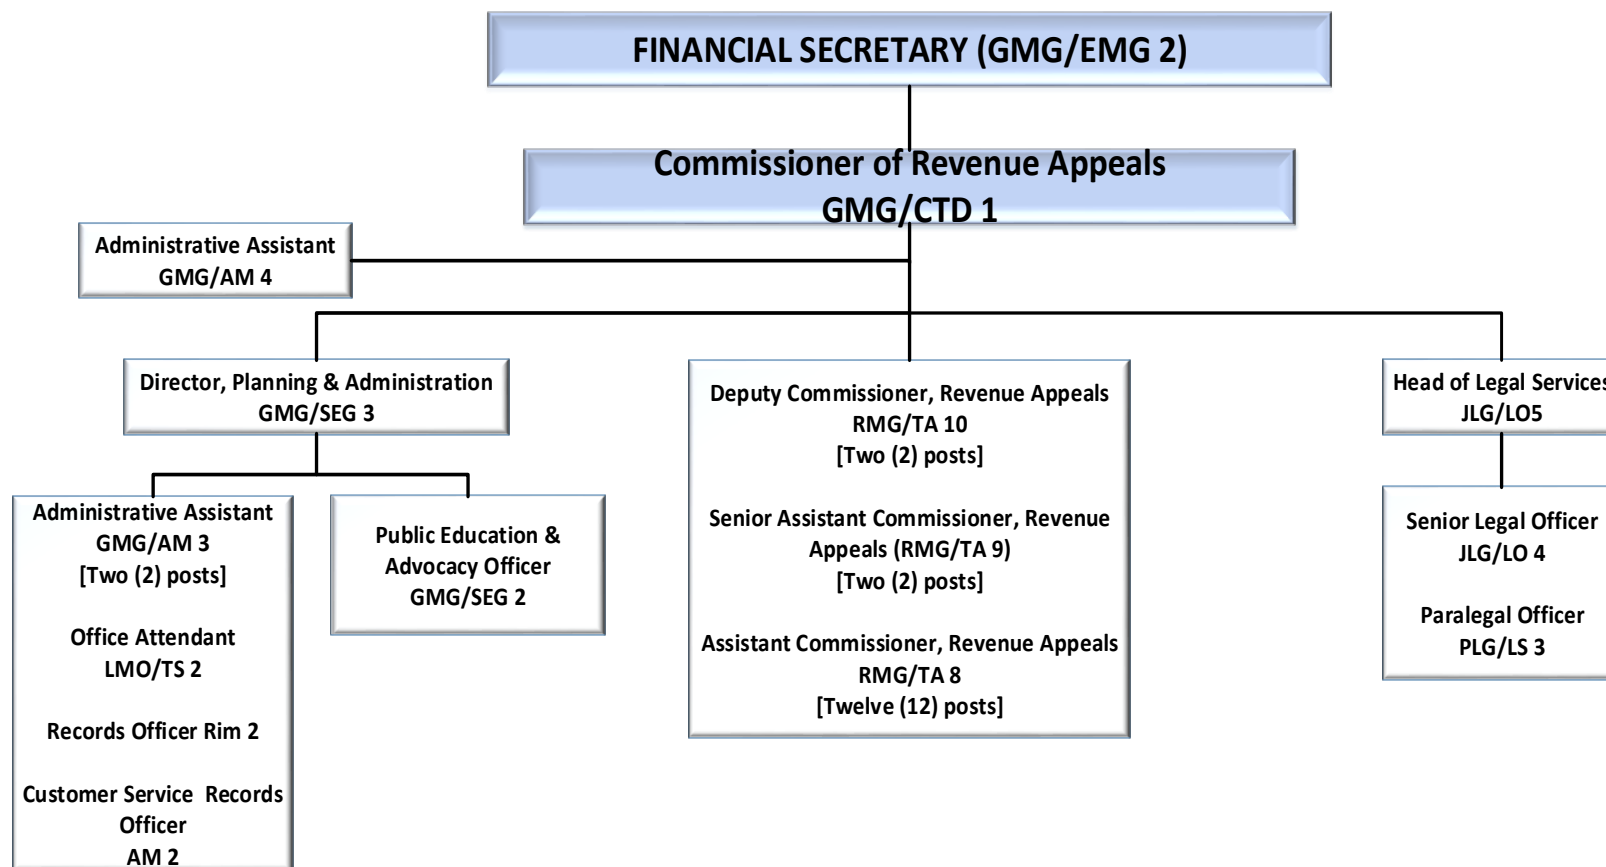 FINANCIAL SECRETARY (GMG/EMG 2)
Commissioner of Revenue Appeals
GMG/CTD 1
Administrative Assistant
GMG/AM 4
Director, Planning & Administration
GMG/SEG 3
Administrative Assistant
GMG/AM 3
[Two (2) posts]
Office Attendant
LMO/TS 2
Records Officer Rim 2
Customer Service  Records
Officer
AM 2
Public Education &
Advocacy Officer
GMG/SEG 2
Deputy Commissioner, Revenue Appeals
RMG/TA 10
[Two (2) posts]
Senior Assistant Commissioner, Revenue
Appeals (RMG/TA 9)
[Two (2) posts]
Assistant Commissioner, Revenue Appeals
RMG/TA 8
[Twelve (12) posts]
Head of Legal Services
JLG/LO5
Senior Legal Officer
JLG/LO 4
Paralegal Officer
PLG/LS 3